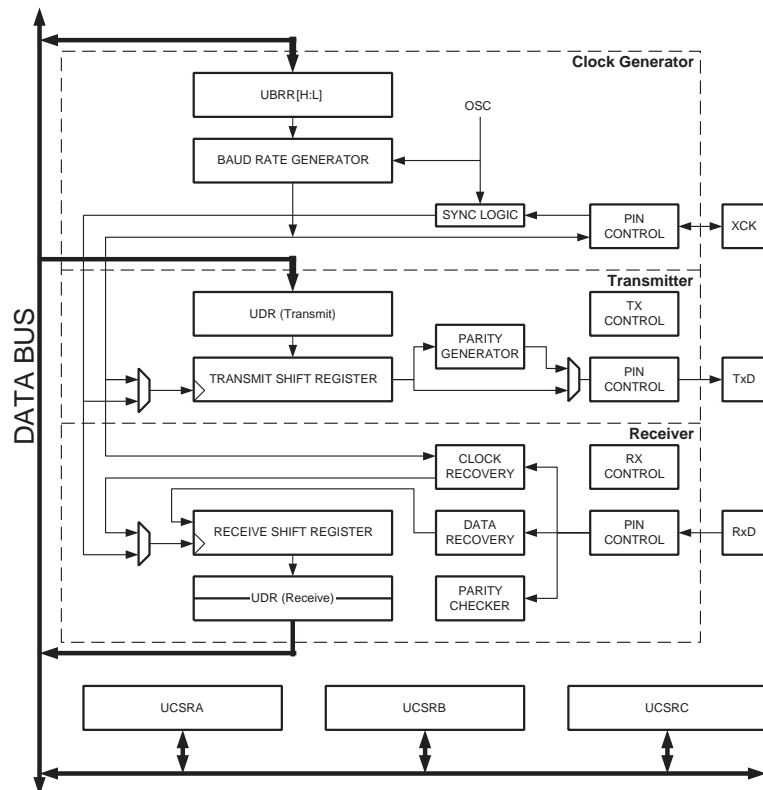 Clock Generator
UBRR[H:L]
OSC
BAUD RATE GENERATOR
SYNC LOGIC
PIN
CONTROL
XCK
DATA BUS
Transmitter
UDR (Transmit)
TX
CONTROL
PARITY
GENERATOR
TRANSMIT SHIFT REGISTER
PIN
CONTROL
TxD
Receiver
CLOCK
RECOVERY
RX
CONTROL
RECEIVE SHIFT REGISTER
DATA
RECOVERY
PIN
CONTROL
RxD
UDR (Receive)
PARITY
CHECKER
UCSRA
UCSRB
UCSRC